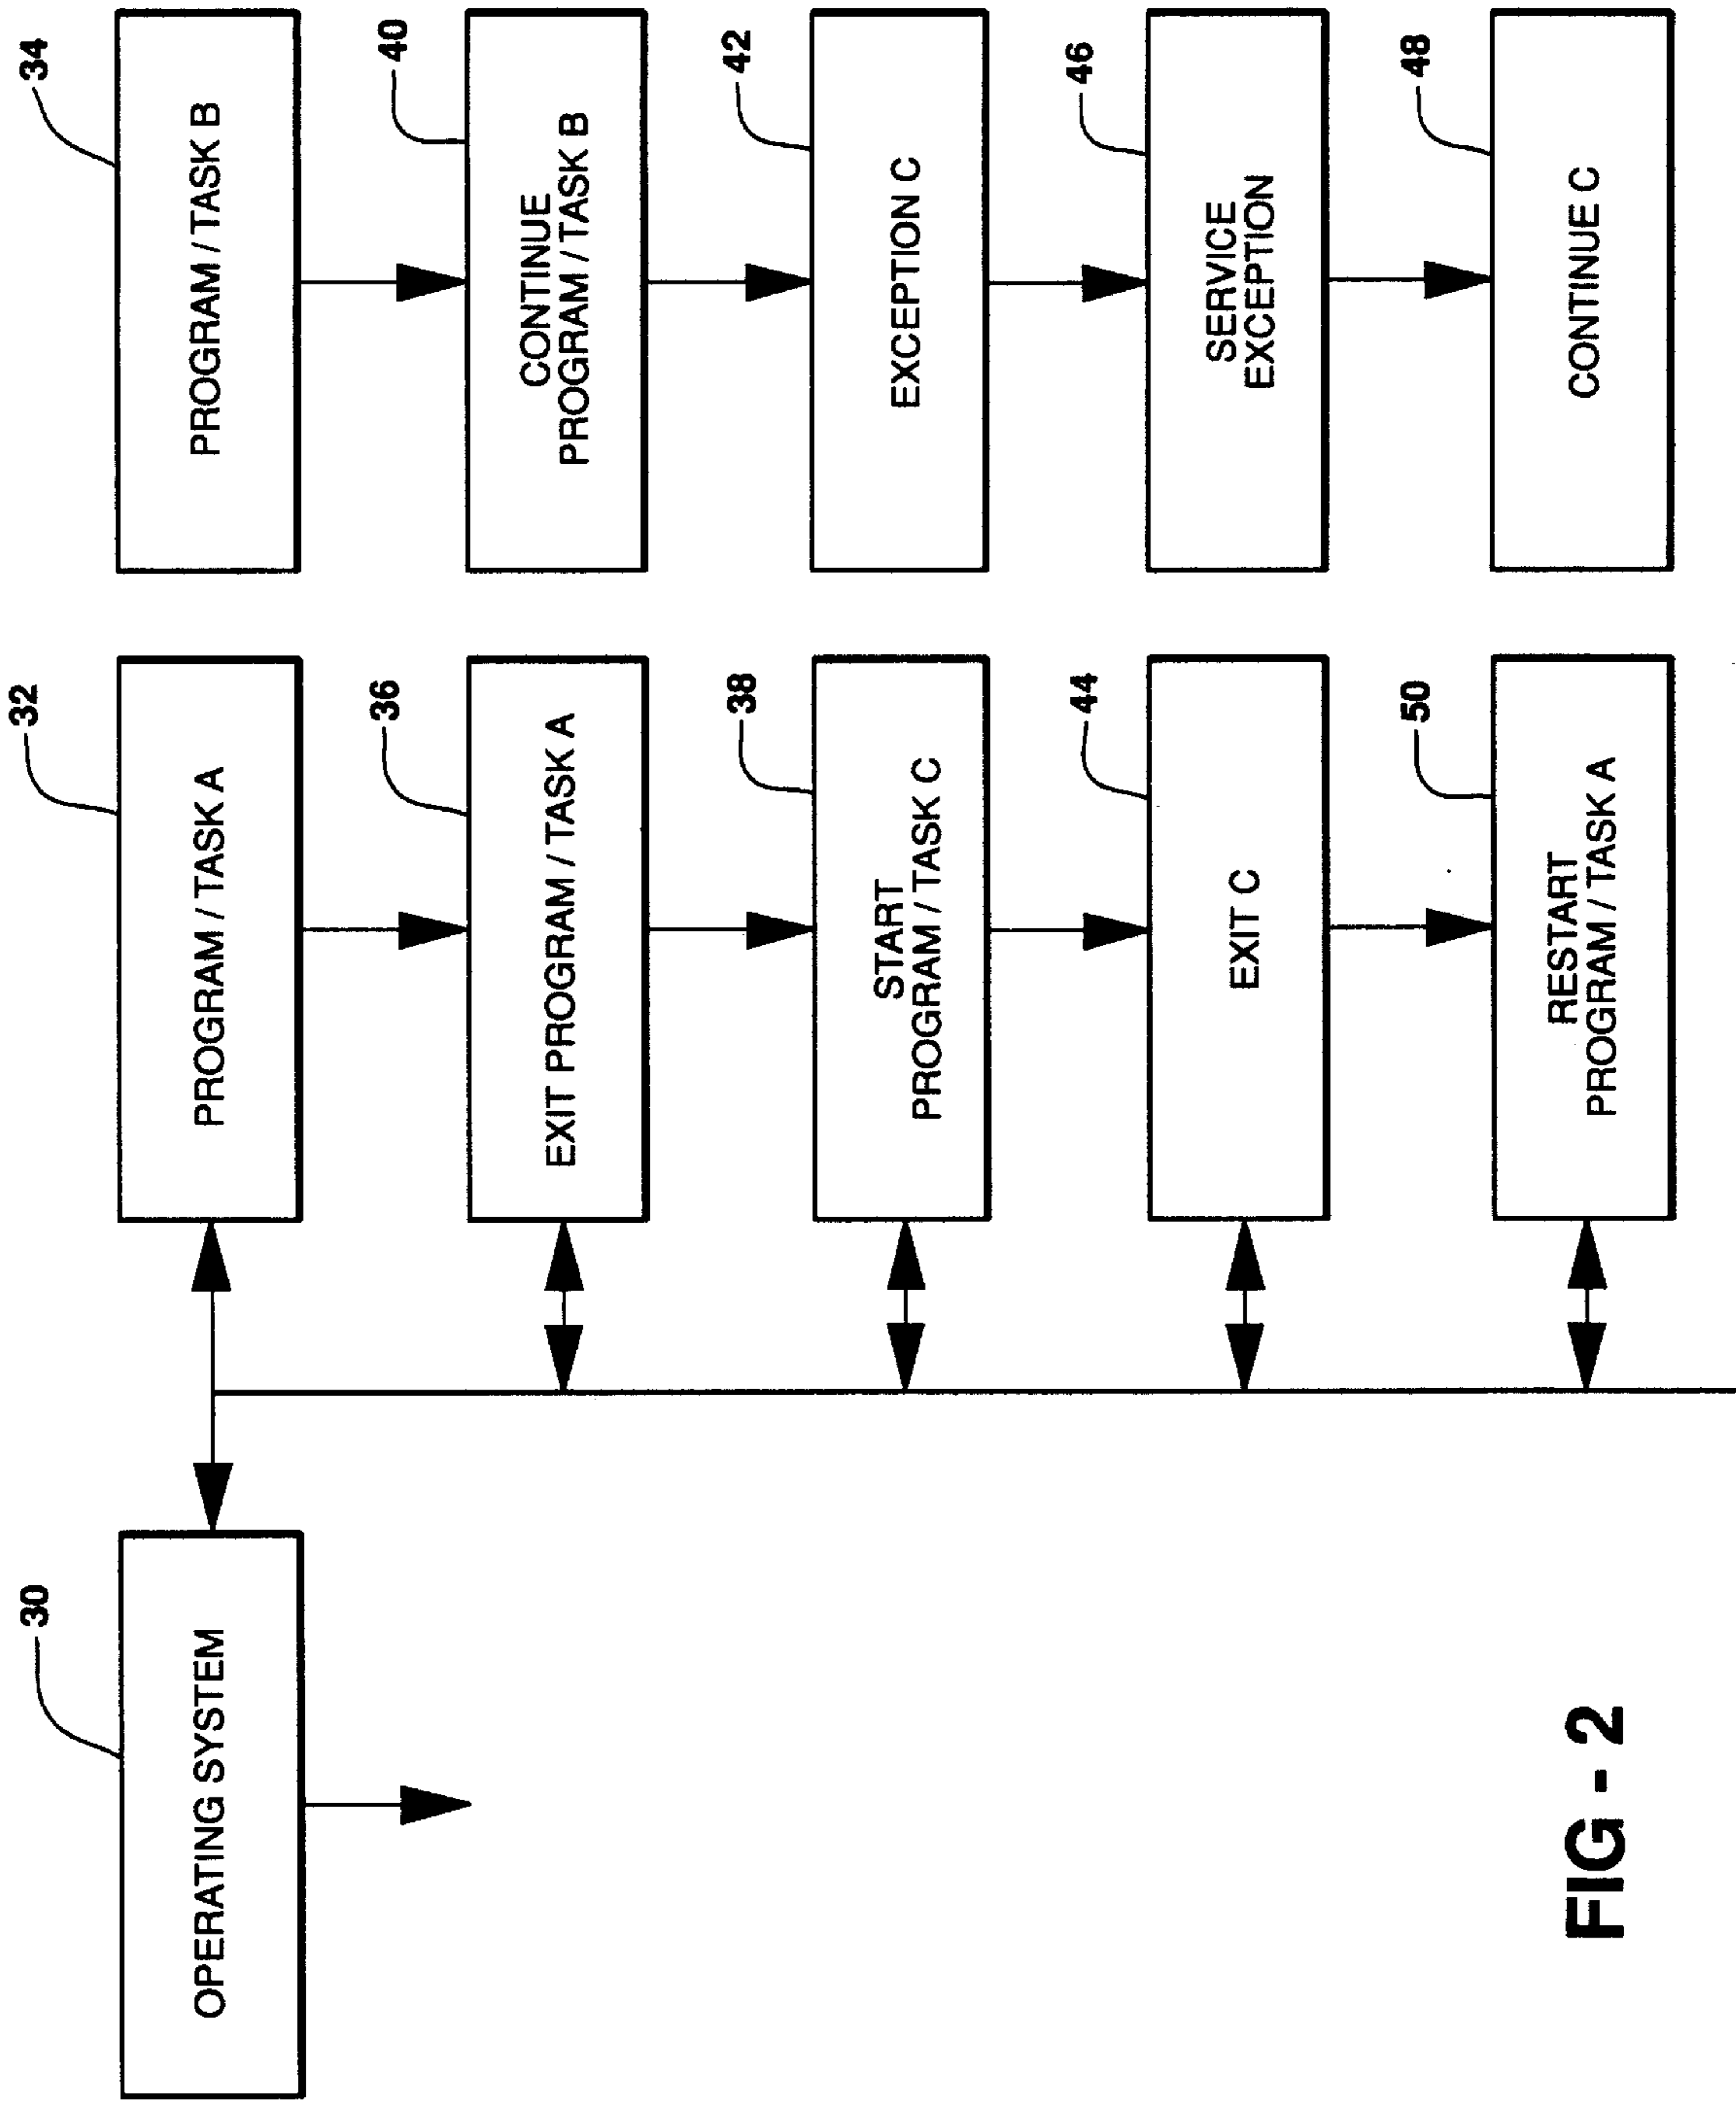 30
OPERATING SYSTEM
32
PROGRAM / TASK A
34
PROGRAM / TASK B
36
EXIT PROGRAM / TASK A
40
CONTINUE
PROGRAM / TASK B
38
START
PROGRAM / TASK C
42
EXCEPTION C
44
EXIT C
46
SERVICE
EXCEPTION
50
RESTART
PROGRAM / TASK A
48
CONTINUE C
FIG - 2